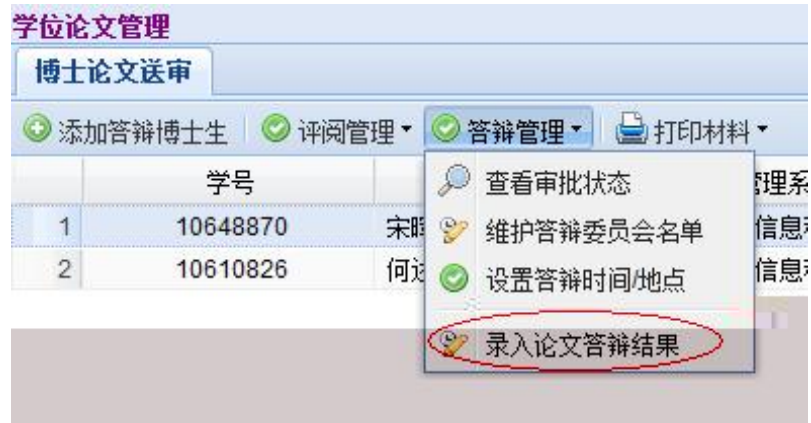 学位论文管理
博士论文送审
添加答辩博士生 评阅管理 答辩管理 打印材料
学号
1 10648870 宋
2 10610826 何
查看审批状态
维护答辩委员会名单
设置答辩时间/地点
录入论文答辩结果
理系
信息
信息